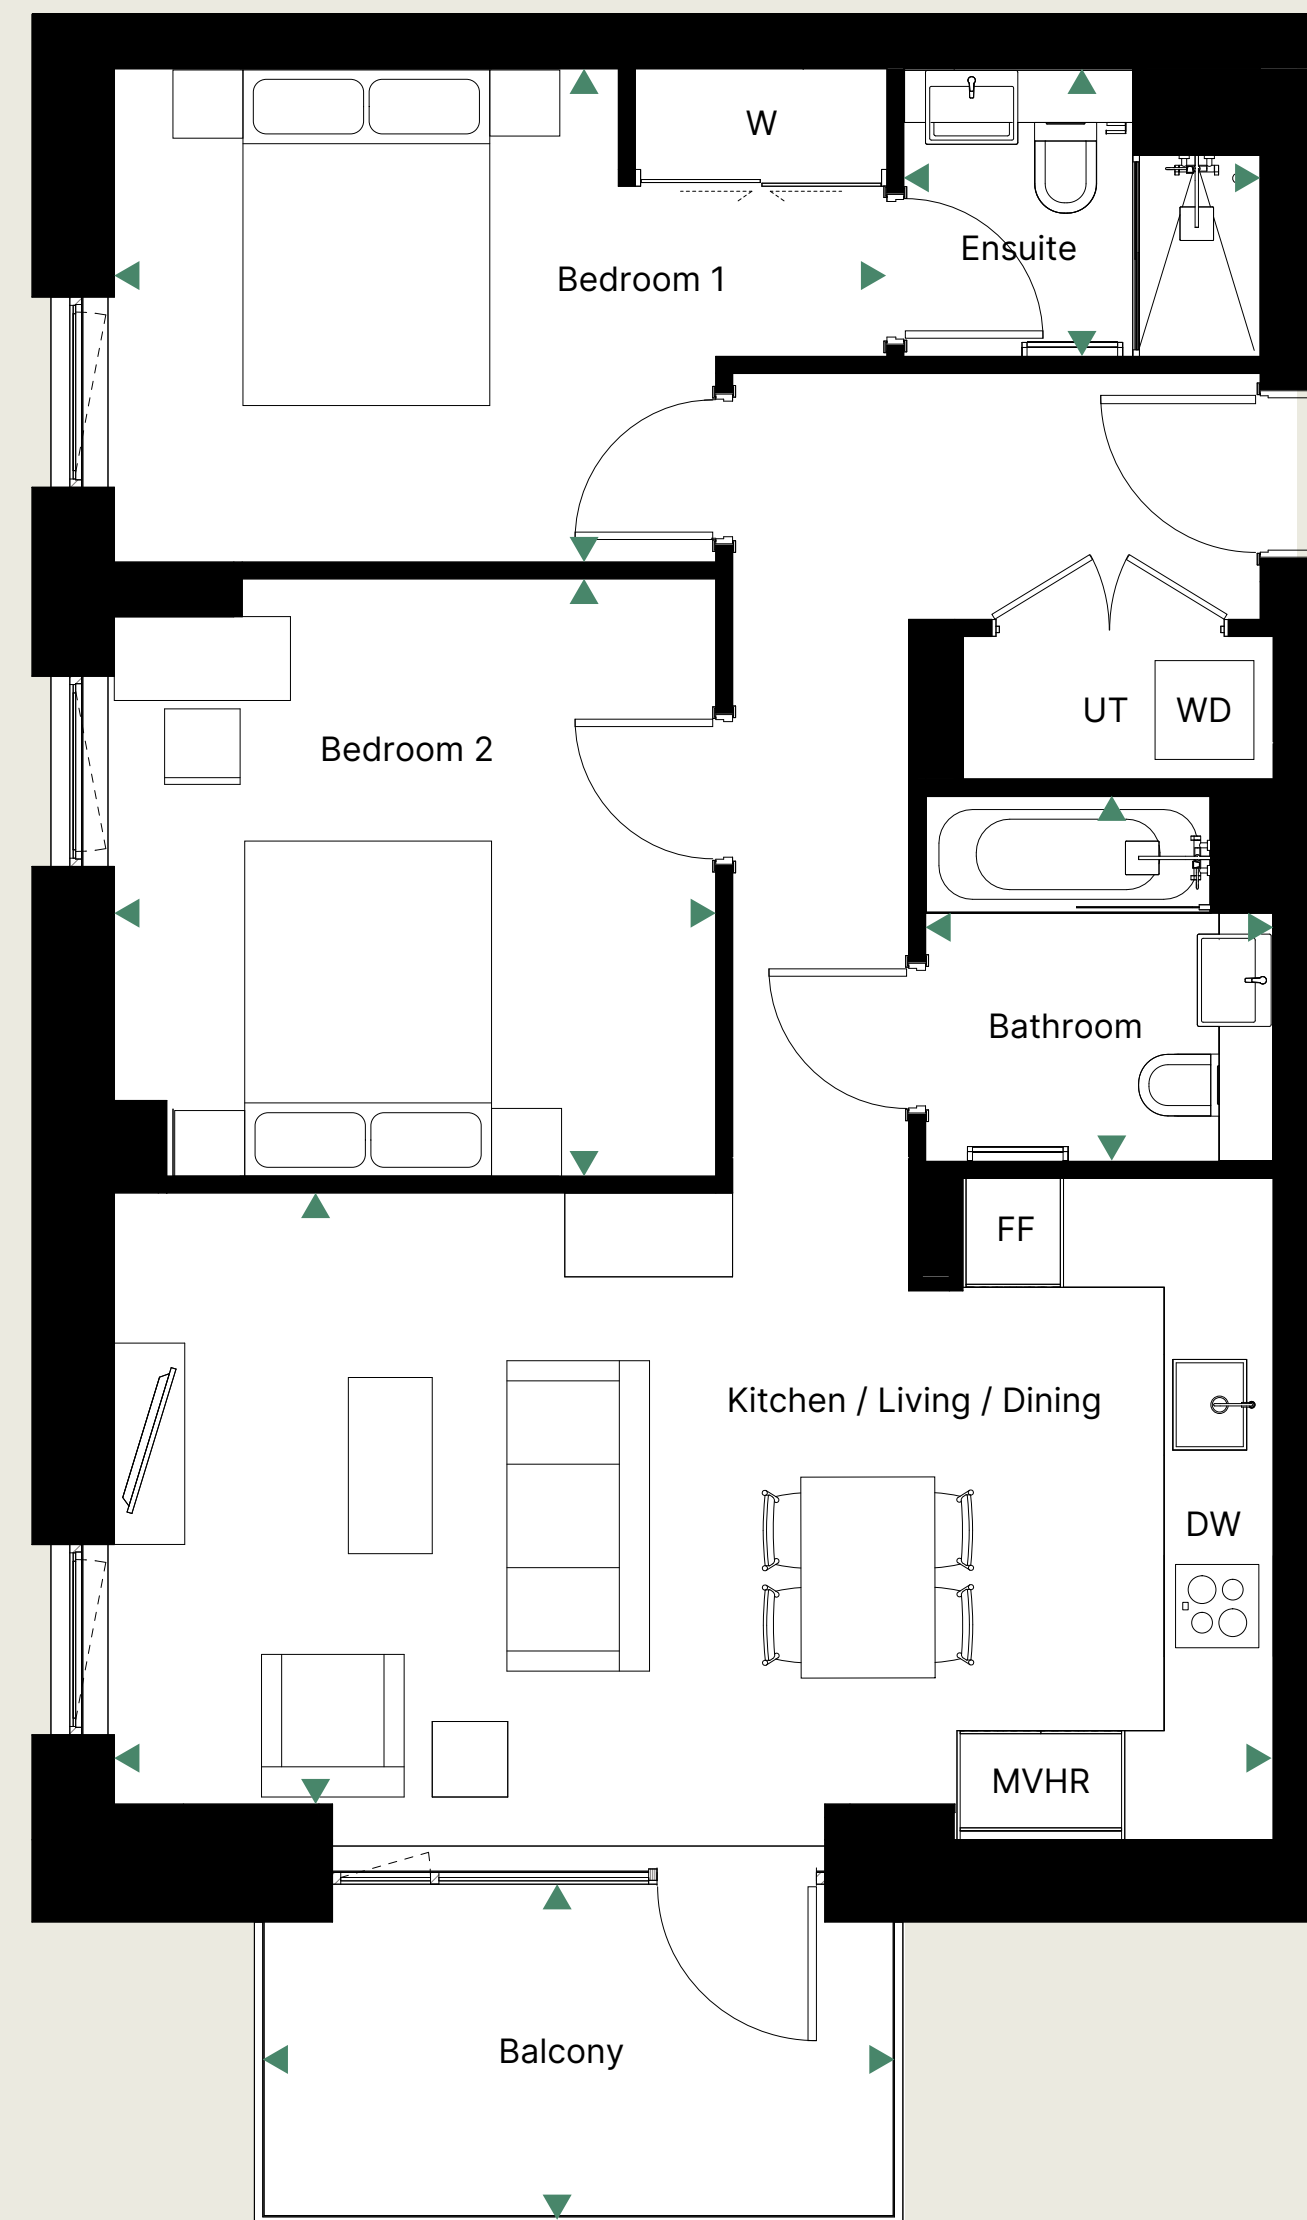 W
Ensuite
Bedroom 1
UT
WD
Bedroom 2
Bathroom
FF
Kitchen / Living / Dining
DW
MVHR
Balcony